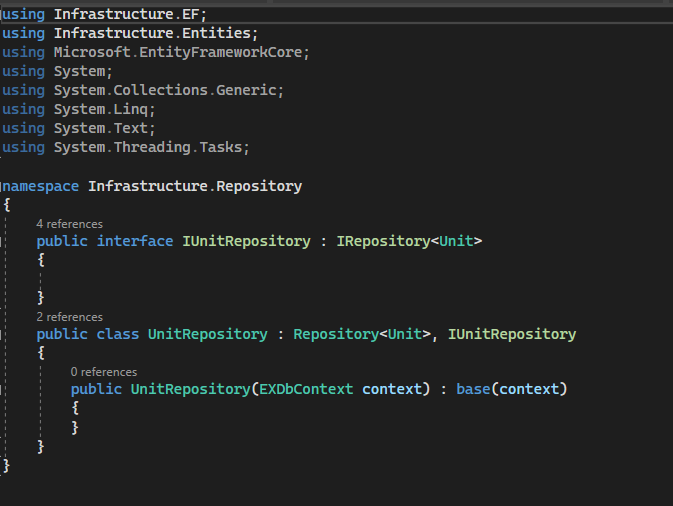 using Infrastructure.EF;
using Infrastructure.Entities;
using Microsoft.EntityFrameworkCore;
using System;
using System.Collections.Generic;
using System.Linq;
using System.Text;
using System.Threading.Tasks;
namespace Infrastructure.Repository
{
4 references
public interface IUnitRepository : IRepository<Unit>
{
}
2 references
public class UnitRepository : Repository<Unit>, IUnitRepository
{
0 references
public UnitRepository(EXDbContext context) : base(context)
{
}
}
}